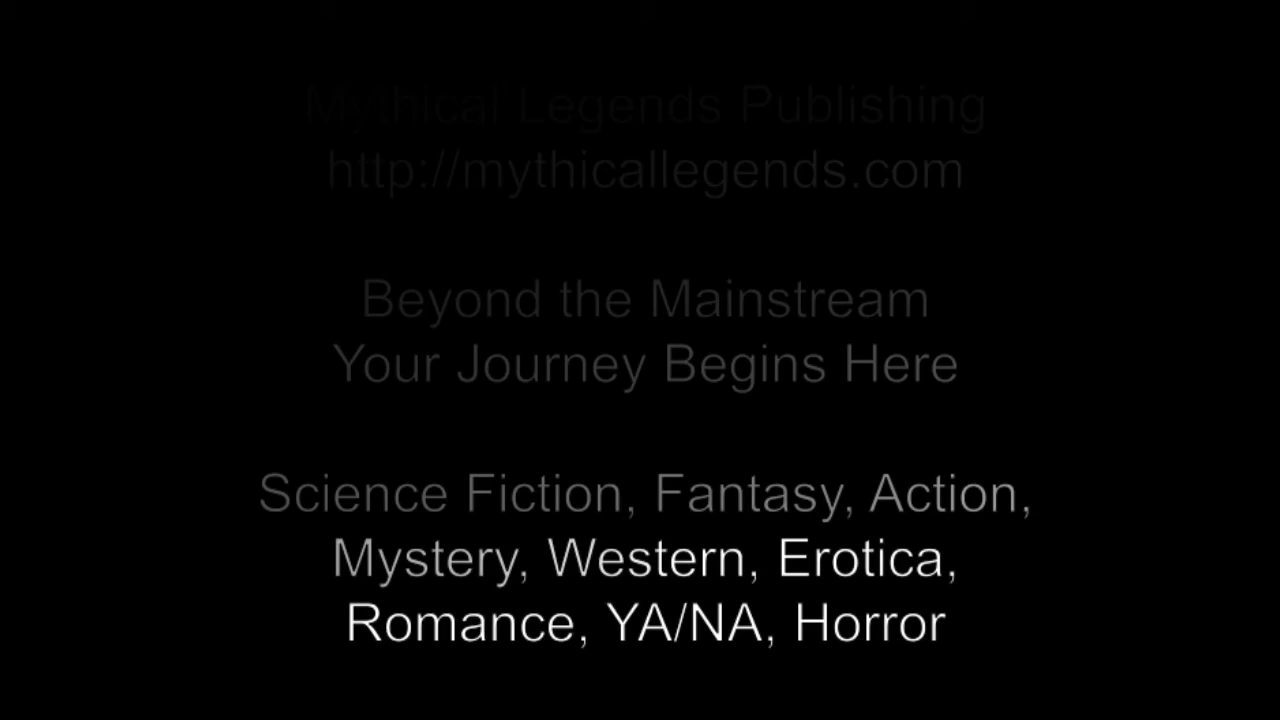 Mythical Legends Publishing
http://mythicallegends.com
Beyond the Mainstream
Your Journey Begins Here
Science Fiction, Fantasy, Action,
Mystery, Western, Erotica,
Romance, YA/NA, Horror